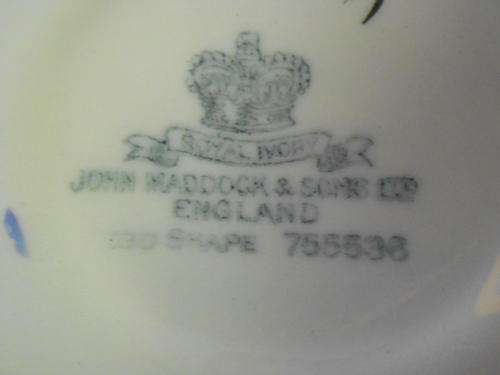 ROYAL IVORY
JOHN MADDOCK & SONS LTD
ENGLAND
SHAPE 755536